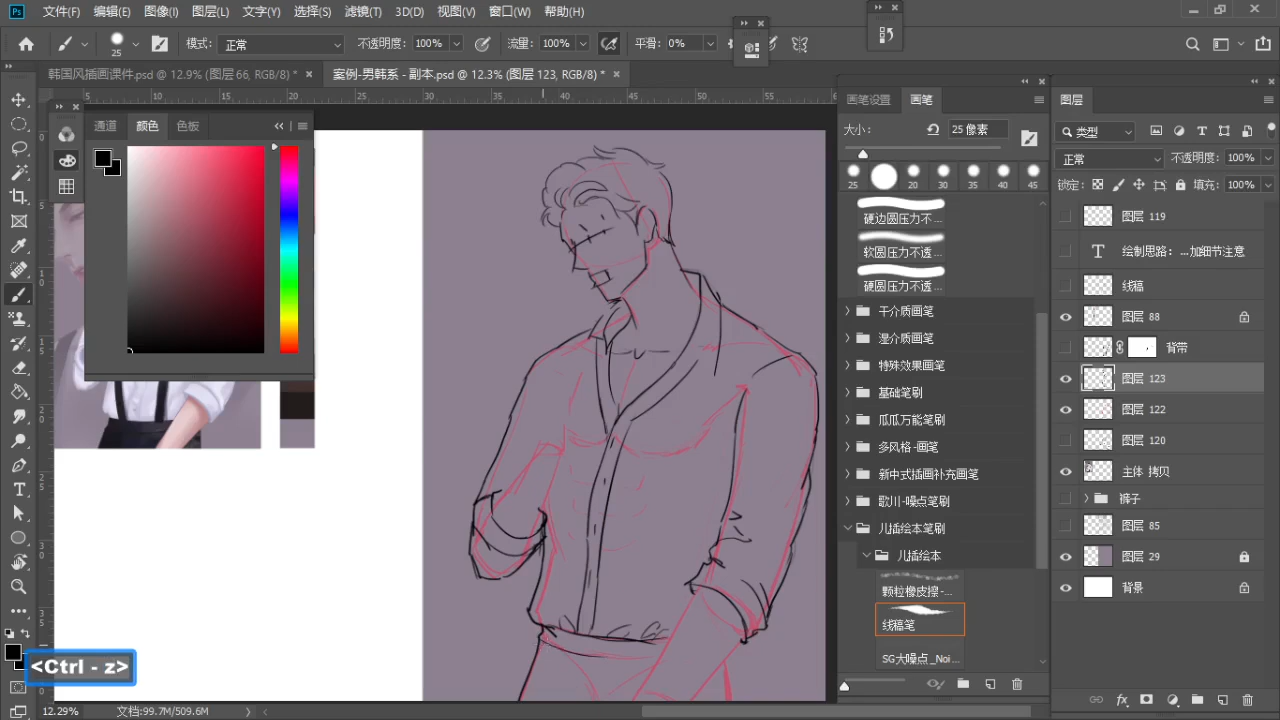 Ps 文件(F) 编辑(E) 图像(I) 图层(L) 文字(Y) 选择(S) 滤镜(T) 3D(D) 视图(V) 窗口(W) 帮助(H)
25 模式: 正常 不透明度: 100% 流量: 100% 平滑: 0%
韩国风插画课件.psd @ 12.9% (图层 66, RGB/8) * × 案例-男韩系 - 副本.psd @ 12.3% (图层 123, RGB/8) * ×
5 10 15 20 25 30 35 40 45 50 55 6
通道 颜色 色板
画笔设置 画笔
大小: 25 像素
25 20 30 35 40 45
硬边圆压力不...
软圆压力不透...
硬圆压力不透...
干介质画笔
湿介质画笔
特殊效果画笔
基础笔刷
瓜瓜万能笔刷
多风格-画笔
新中式插画补充画笔
歌川-噪点笔刷
儿插绘本笔刷
儿插绘本
颗粒橡皮擦-...
线稿笔
SG大噪点_Noi...
图层
类型
正常 不透明度: 100%
锁定: 填充: 100%
图层 119
T 绘制思路: ...加细节注意
线稿
图层 88
背带
图层 123
图层 122
图层 120
主体 拷贝
裤子
图层 85
图层 29
背景
<Ctrl - z>
12.29% 文档:99.7M/509.6M